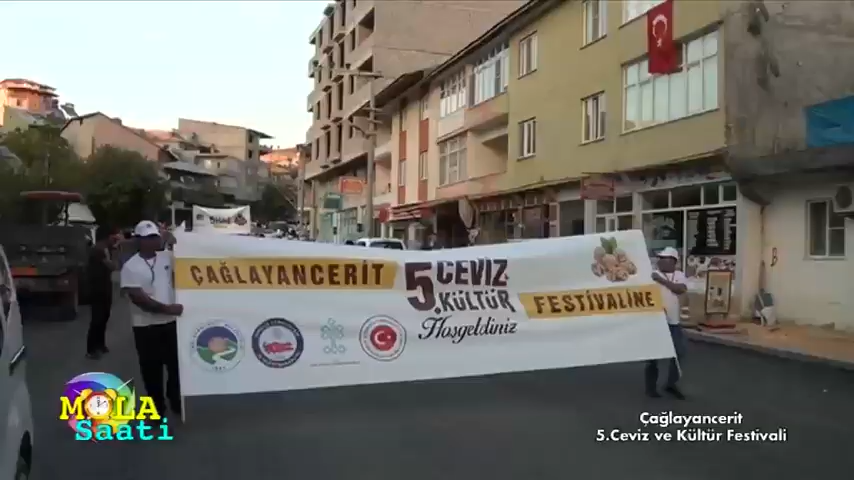 ÇAĞLAYANCERİT
5. CEVİZ
KÜLTÜR
FESTİVALİNE
Hoşgeldiniz
MOLA
Saati
Çağlayancerit
5.Ceviz ve Kültür Festivali